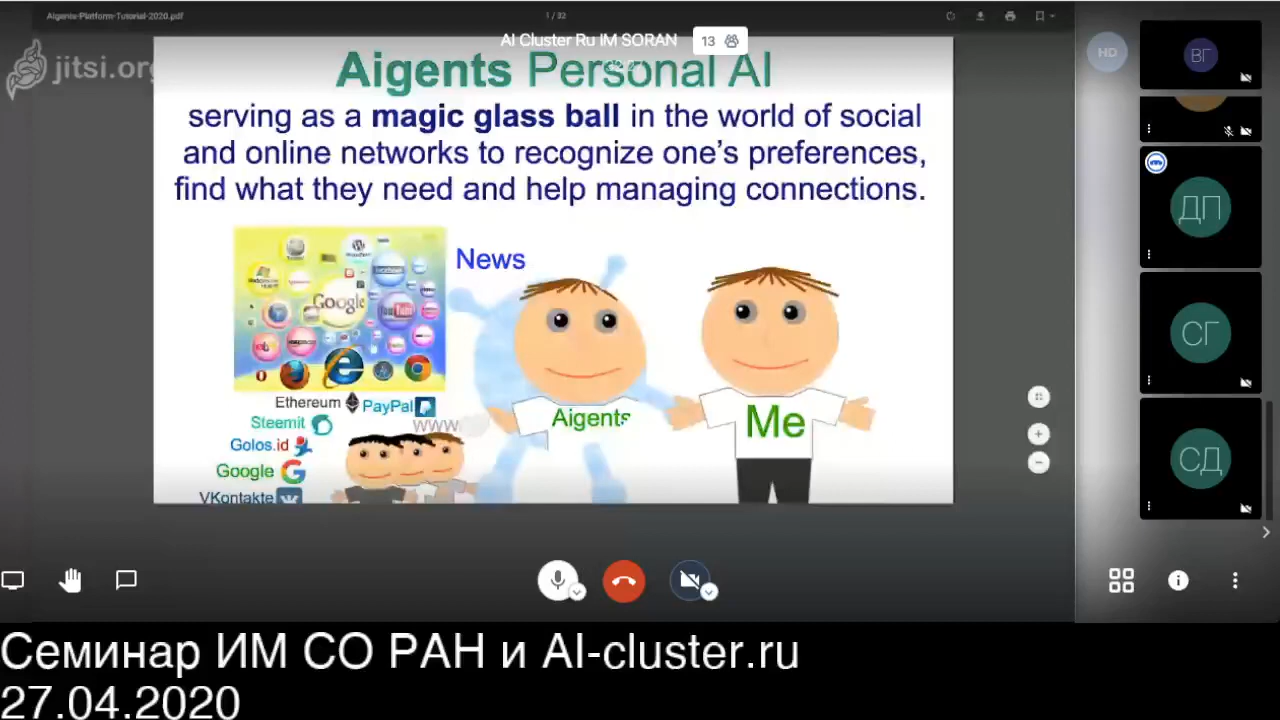 Aigents-Platform-Tutorial-2020.pdf
1 / 32
AI Cluster Ru IM SORAN
13
HD
jitsi.org
Aigents Personal AI
serving as a magic glass ball in the world of social
and online networks to recognize one's preferences,
find what they need and help managing connections.
News
Google
YouTube
Ethereum
PayPal
www
Steemit
Golos.id
Google
VKontakte
Aigents
Me
ВГ
ДП
СГ
СД
Семинар ИМ СО РАН и AI-cluster.ru
27.04.2020